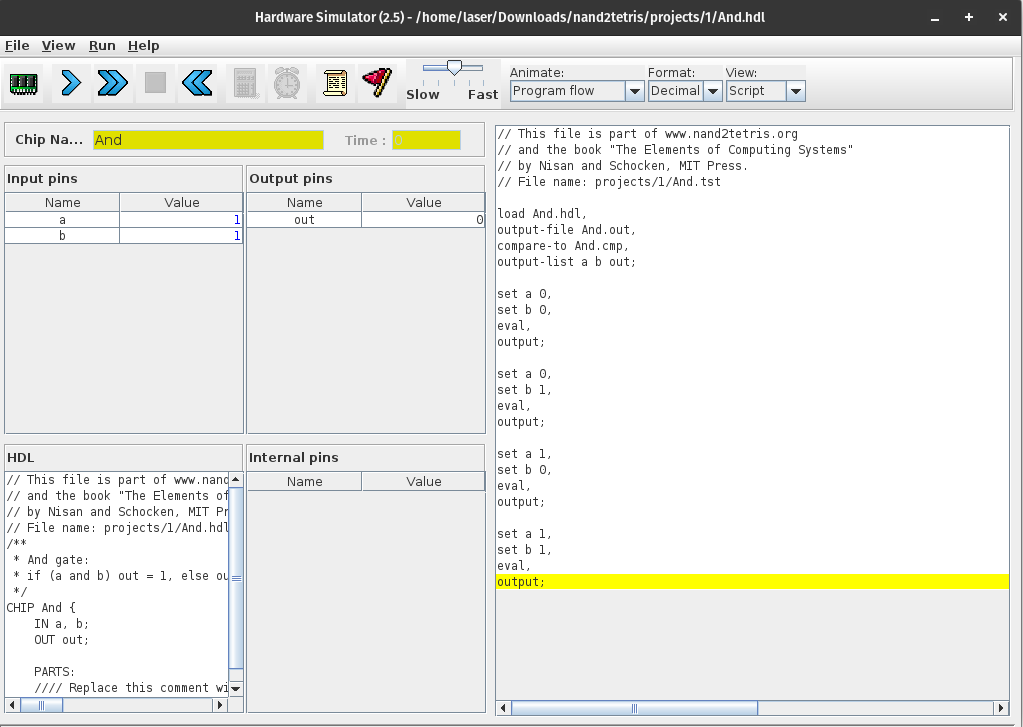 Hardware Simulator (2.5) - /home/laser/Downloads/nand2tetris/projects/1/And.hdl
File View Run Help
Slow Fast
Animate: Format: View:
Program flow Decimal Script
Chip Na... And Time :
Input pins
Name Value
a 1
b 1
Output pins
Name Value
out 0
HDL
// This file is part of www.nand
// and the book "The Elements of
// by Nisan and Schocken, MIT Pr
// File name: projects/1/And.hdl
/**
* And gate:
* if (a and b) out = 1, else ou
*/
CHIP And {
IN a, b;
OUT out;
PARTS:
//// Replace this comment wi
Internal pins
Name Value
// This file is part of www.nand2tetris.org
// and the book "The Elements of Computing Systems"
// by Nisan and Schocken, MIT Press.
// File name: projects/1/And.tst
load And.hdl,
output-file And.out,
compare-to And.cmp,
output-list a b out;
set a 0,
set b 0,
eval,
output;
set a 0,
set b 1,
eval,
output;
set a 1,
set b 0,
eval,
output;
set a 1,
set b 1,
eval,
output;